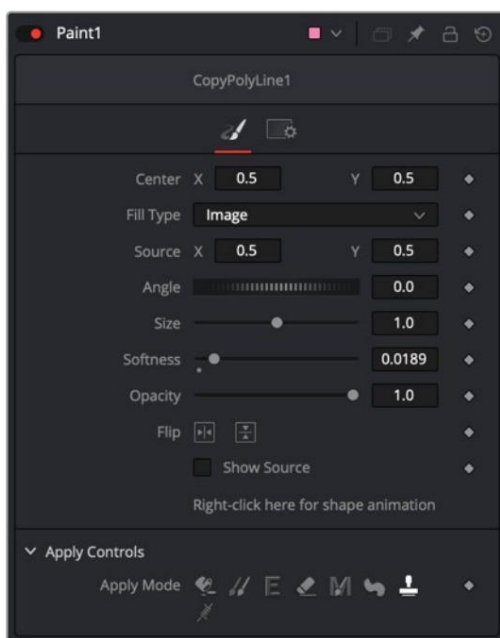 Paint1
CopyPolyLine1
Center X 0.5 Y 0.5
Fill Type Image
Source X 0.5 Y 0.5
Angle 0.0
Size 1.0
Softness 0.0189
Opacity 1.0
Flip
Show Source
Right-click here for shape animation
Apply Controls
Apply Mode